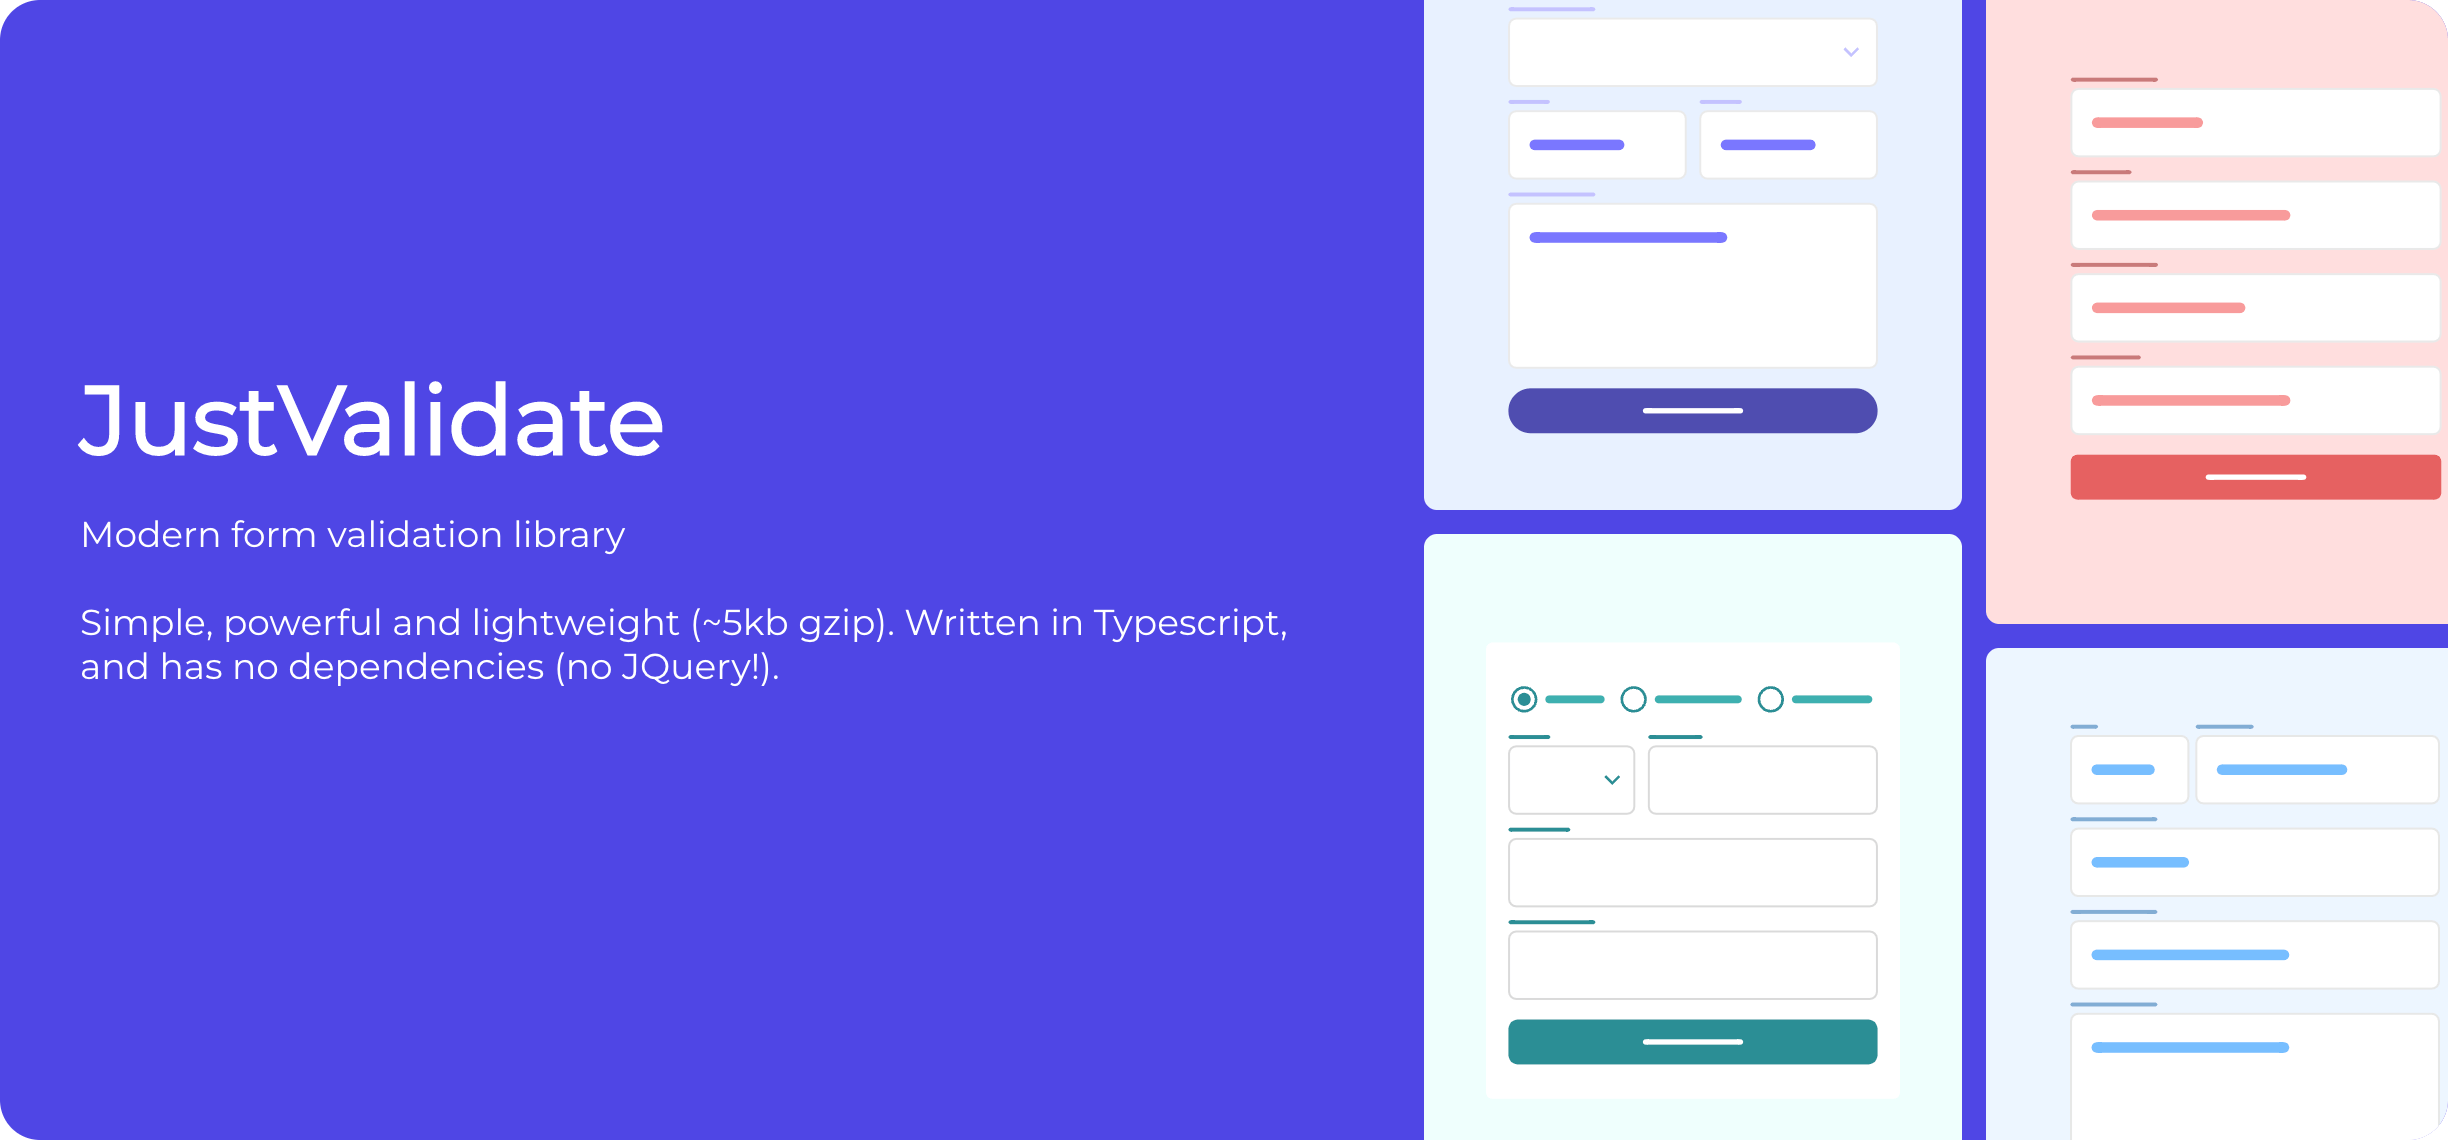 JustValidate
Modern form validation library
Simple, powerful and lightweight (~5kb gzip). Written in Typescript,
and has no dependencies (no JQuery!).